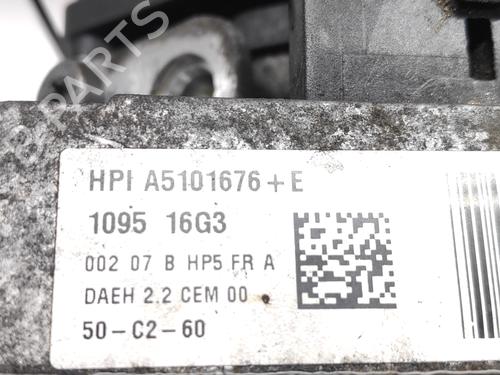 HPI A5101676+E
1095 16G3
002 07 B HP5 FR A
DAEH 2.2 CEM 00
50-C2-60
B-PARTS